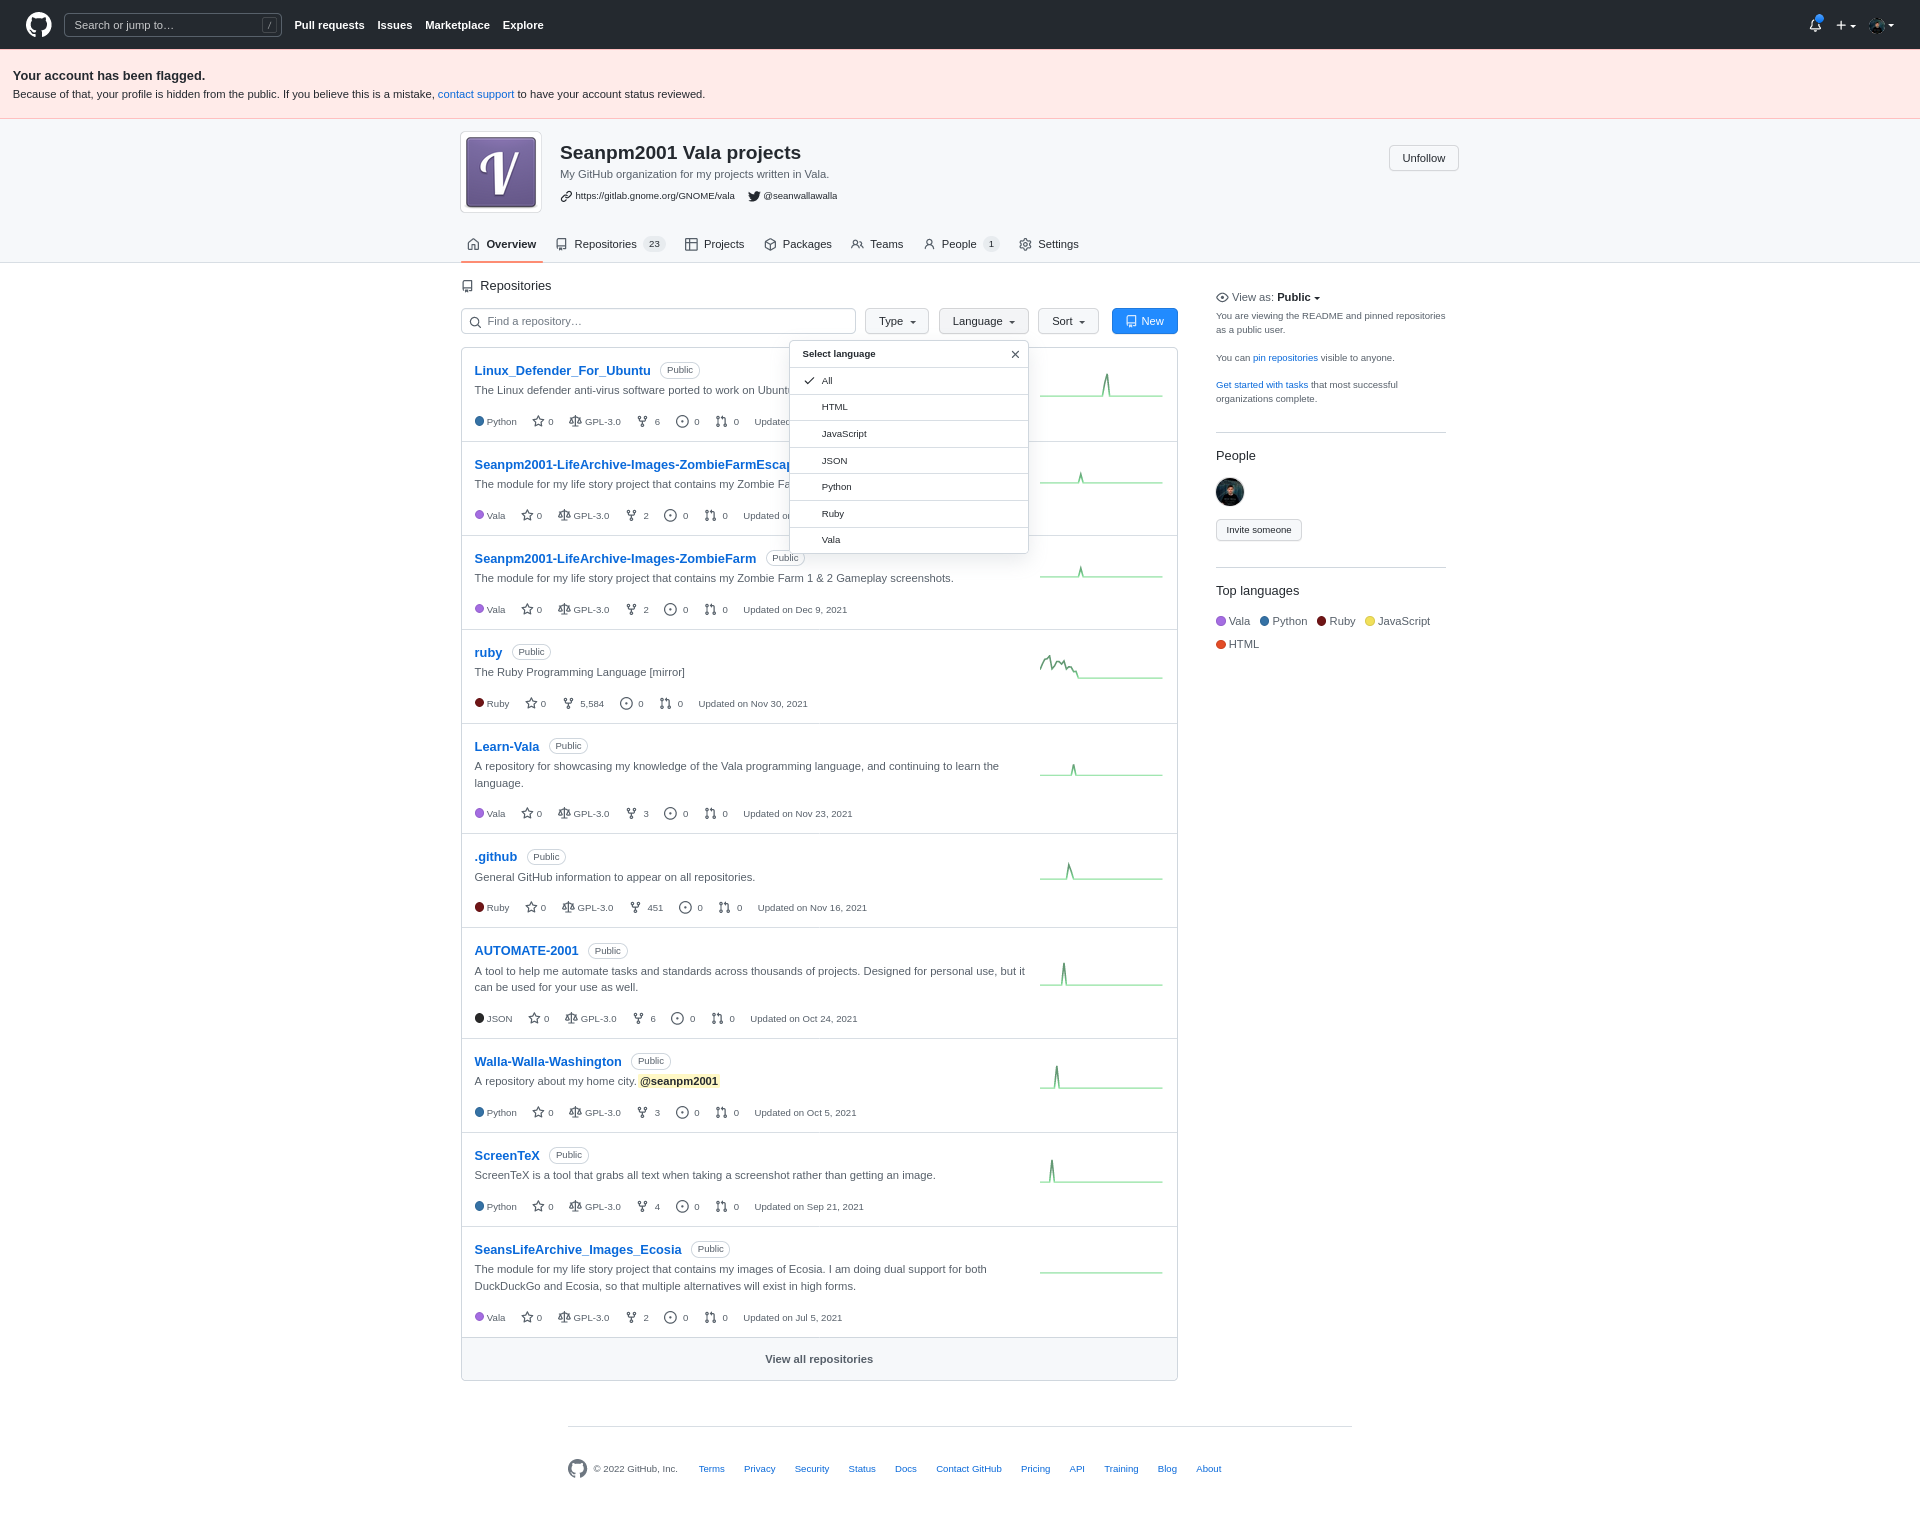 Search or jump to…
/
Pull requests Issues Marketplace Explore
Your account has been flagged.
Because of that, your profile is hidden from the public. If you believe this is a mistake, contact support to have your account status reviewed.
V
Seanpm2001 Vala projects
My GitHub organization for my projects written in Vala.
https://gitlab.gnome.org/GNOME/vala @seanwallawalla
Unfollow
Overview Repositories 23 Projects Packages Teams People 1 Settings
Repositories
Find a repository…
Type Language Sort New
Select language
All
HTML
JavaScript
JSON
Python
Ruby
Vala
Linux_Defender_For_Ubuntu Public
The Linux defender anti-virus software ported to work on Ubuntu
Python 0 GPL-3.0 6 0 0 Updated
Seanpm2001-LifeArchive-Images-ZombieFarmEscap
The module for my life story project that contains my Zombie Fa
Vala 0 GPL-3.0 2 0 0 Updated on
Seanpm2001-LifeArchive-Images-ZombieFarm Public
The module for my life story project that contains my Zombie Farm 1 & 2 Gameplay screenshots.
Vala 0 GPL-3.0 2 0 0 Updated on Dec 9, 2021
ruby Public
The Ruby Programming Language [mirror]
Ruby 0 5,584 0 0 Updated on Nov 30, 2021
Learn-Vala Public
A repository for showcasing my knowledge of the Vala programming language, and continuing to learn the
language.
Vala 0 GPL-3.0 3 0 0 Updated on Nov 23, 2021
.github Public
General GitHub information to appear on all repositories.
Ruby 0 GPL-3.0 451 0 0 Updated on Nov 16, 2021
AUTOMATE-2001 Public
A tool to help me automate tasks and standards across thousands of projects. Designed for personal use, but it
can be used for your use as well.
JSON 0 GPL-3.0 6 0 0 Updated on Oct 24, 2021
Walla-Walla-Washington Public
A repository about my home city. @seanpm2001
Python 0 GPL-3.0 3 0 0 Updated on Oct 5, 2021
ScreenTeX Public
ScreenTeX is a tool that grabs all text when taking a screenshot rather than getting an image.
Python 0 GPL-3.0 4 0 0 Updated on Sep 21, 2021
SeansLifeArchive_Images_Ecosia Public
The module for my life story project that contains my images of Ecosia. I am doing dual support for both
DuckDuckGo and Ecosia, so that multiple alternatives will exist in high forms.
Vala 0 GPL-3.0 2 0 0 Updated on Jul 5, 2021
View all repositories
View as: Public
You are viewing the README and pinned repositories
as a public user.
You can pin repositories visible to anyone.
Get started with tasks that most successful
organizations complete.
People
Invite someone
Top languages
Vala Python Ruby JavaScript
HTML
© 2022 GitHub, Inc. Terms Privacy Security Status Docs Contact GitHub Pricing API Training Blog About